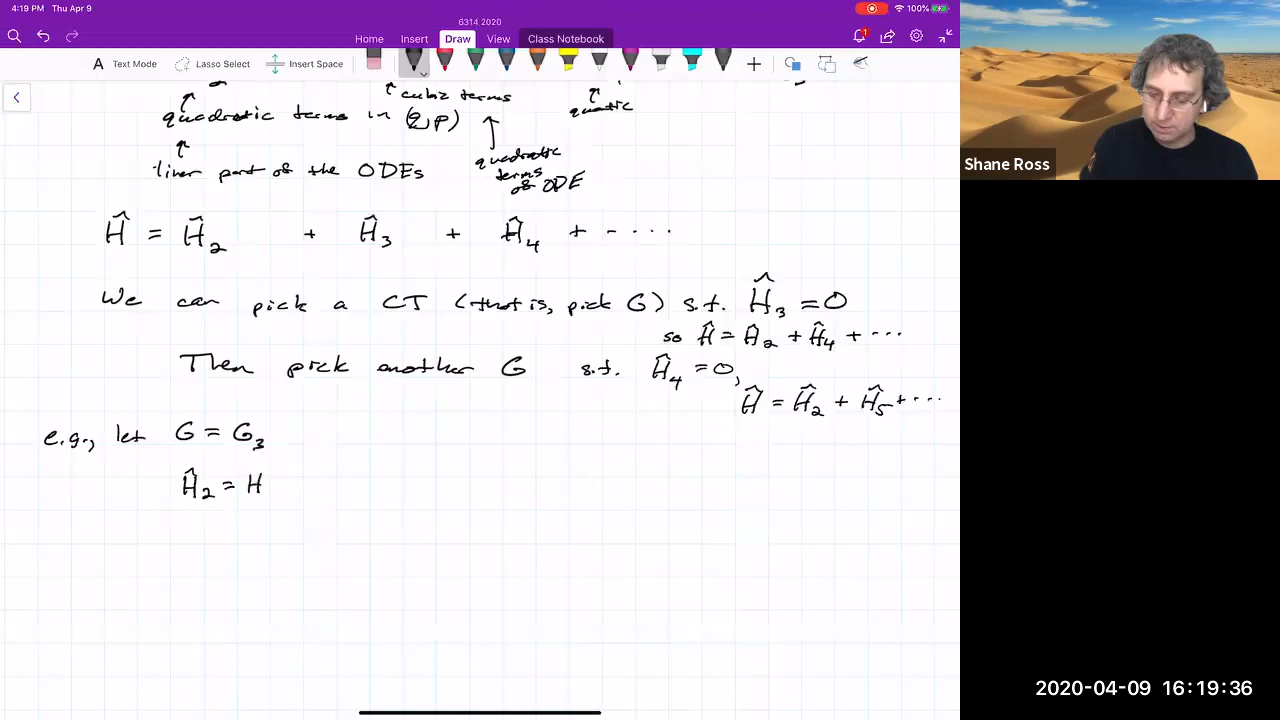 4:19 PM Thu Apr 9
100%
6314 2020
Home Insert Draw View Class Notebook
Text Mode Lasso Select Insert Space
quadratic terms in (q,p)
cubic terms
quartic
linear part of the ODEs
quadratic terms of ODE
Ĥ = Ĥ₂ + Ĥ₃ + Ĥ₄ + ----
We can pick a CT (that is, pick G) s.t. Ĥ₃ = 0
so Ĥ = Ĥ₂ + Ĥ₄ + ...
Then pick another G s.t. Ĥ₄ = 0,
Ĥ = Ĥ₂ + Ĥ₅ + ...
e.g., let G = G₃
Ĥ₂ = H
Shane Ross
2020-04-09 16:19:36